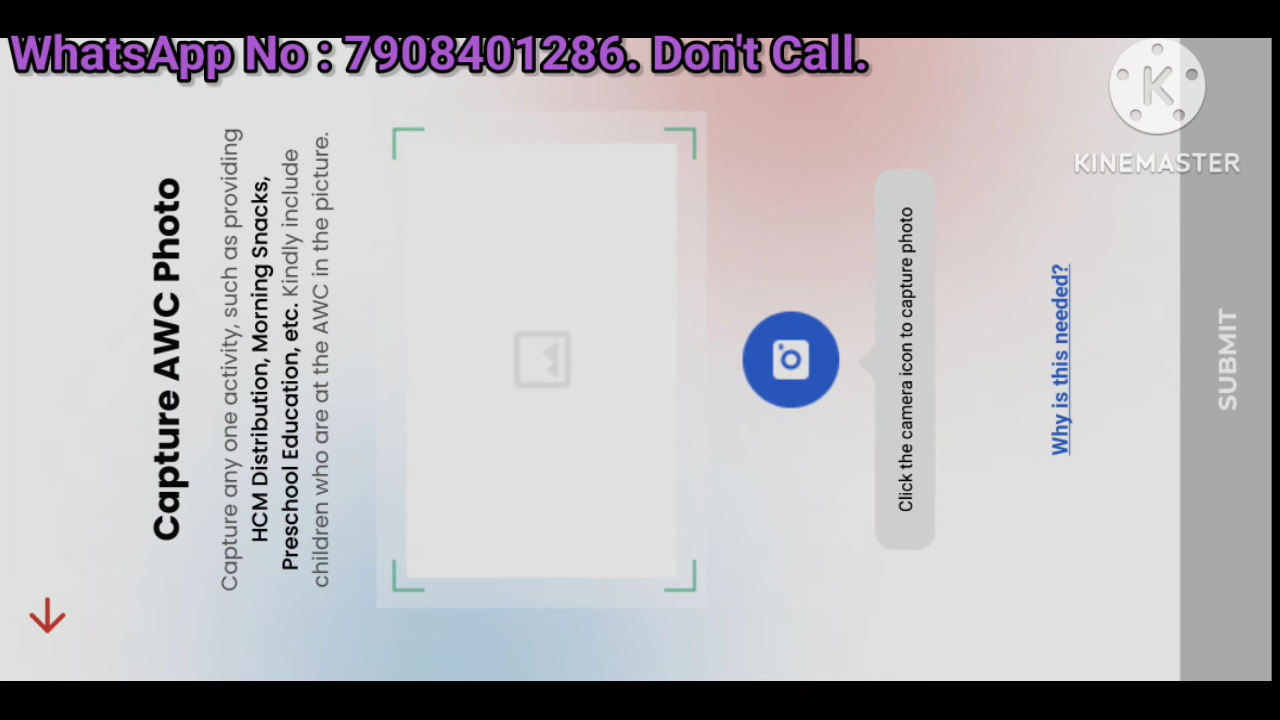 WhatsApp No : 7908401286. Don't Call.
K
KINEMASTER
Capture AWC Photo
Capture any one activity, such as providing
HCM Distribution, Morning Snacks,
Preschool Education, etc. Kindly include
children who are at the AWC in the picture.
Click the camera icon to capture photo
Why is this needed?
SUBMIT